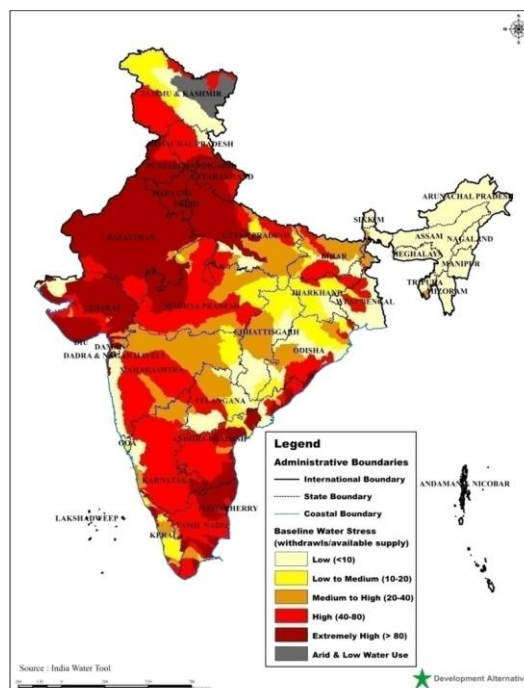 JAMMU & KASHMIR
HIMACHAL PRADESH
PUNJAB CHANDIGARH
UTTARAKHAND
HARYANA
DELHI
ARUNACHAL PRADESH
SIKKIM
RAJASTHAN
UTTAR PRADESH
ASSAM
NAGALAND
BIHAR
MEGHALAYA
MANIPUR
TRIPURA
MIZORAM
JHARKHAND
WEST BENGAL
GUJARAT
MADHYA PRADESH
CHHATTISGARH
DIU
DAMAN
ODISHA
DADRA & NAGAR HAVELI
MAHARASHTRA
TELANGANA
GOA
ANDHRA PRADESH
KARNATAKA
ANDAMAN & NICOBAR
LAKSHADWEEP
TAMIL NADU
Legend
Administrative Boundaries
International Boundary
State Boundary
Coastal Boundary
Baseline Water Stress
(withdrawls/available supply)
Low (<10)
Low to Medium (10-20)
Medium to High (20-40)
High (40-80)
Extremely High (> 80)
Arid & Low Water Use
Source : India Water Tool
Development Alternativ